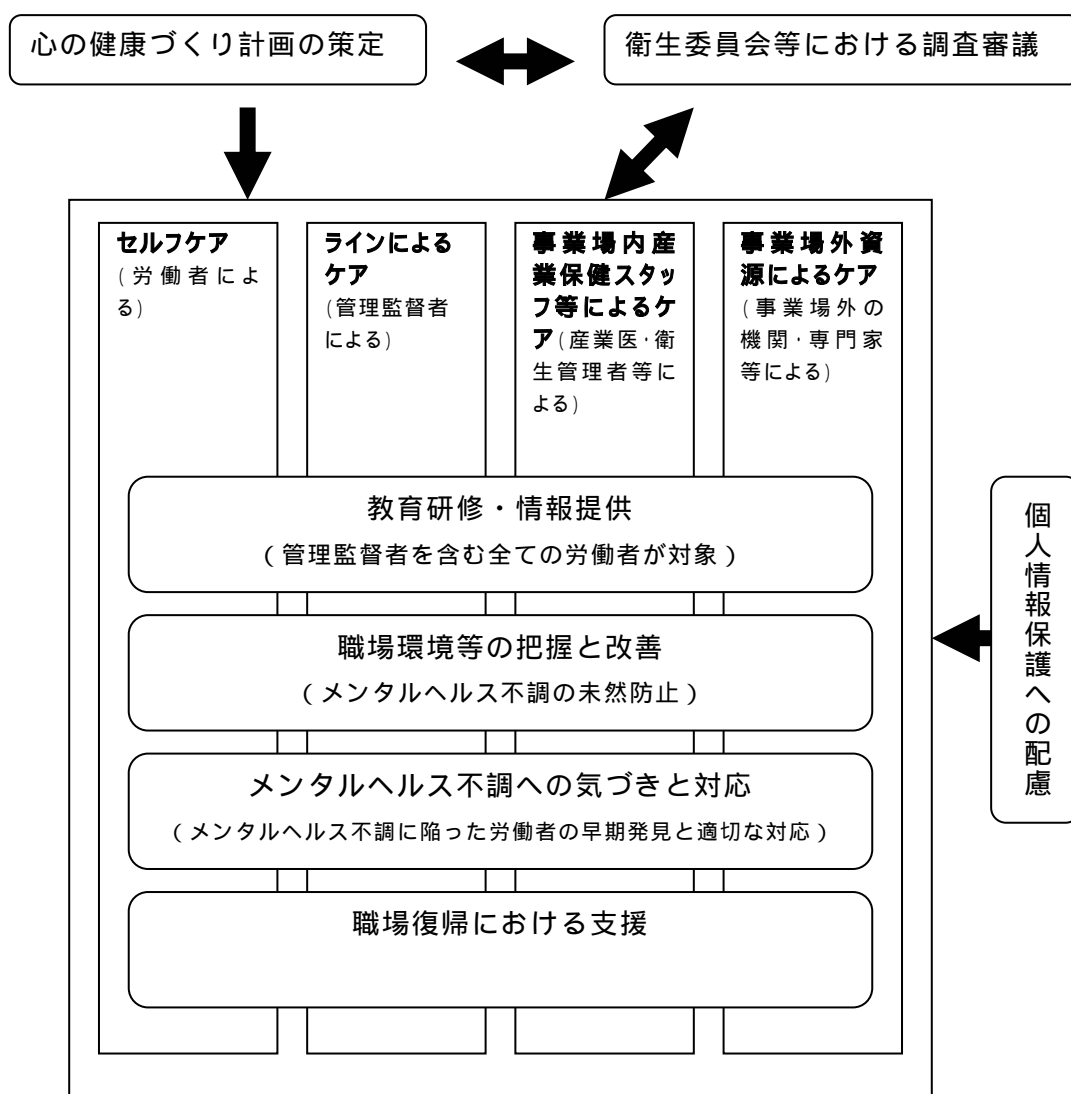 心の健康づくり計画の策定
衛生委員会等における調査審議
セルフケア
(労働者によ
る)
ラインによる
ケア
(管理監督者
による)
事業場内産
業保健スタッ
フ等によるケ
ア(産業医・衛
生管理者等に
よる)
事業場外資
源によるケア
(事業場外の
機関・専門家
等による)
教育研修・情報提供
(管理監督者を含む全ての労働者が対象)
職場環境等の把握と改善
(メンタルヘルス不調の未然防止)
メンタルヘルス不調への気づきと対応
(メンタルヘルス不調に陥った労働者の早期発見と適切な対応)
職場復帰における支援
個人情報保護への配慮